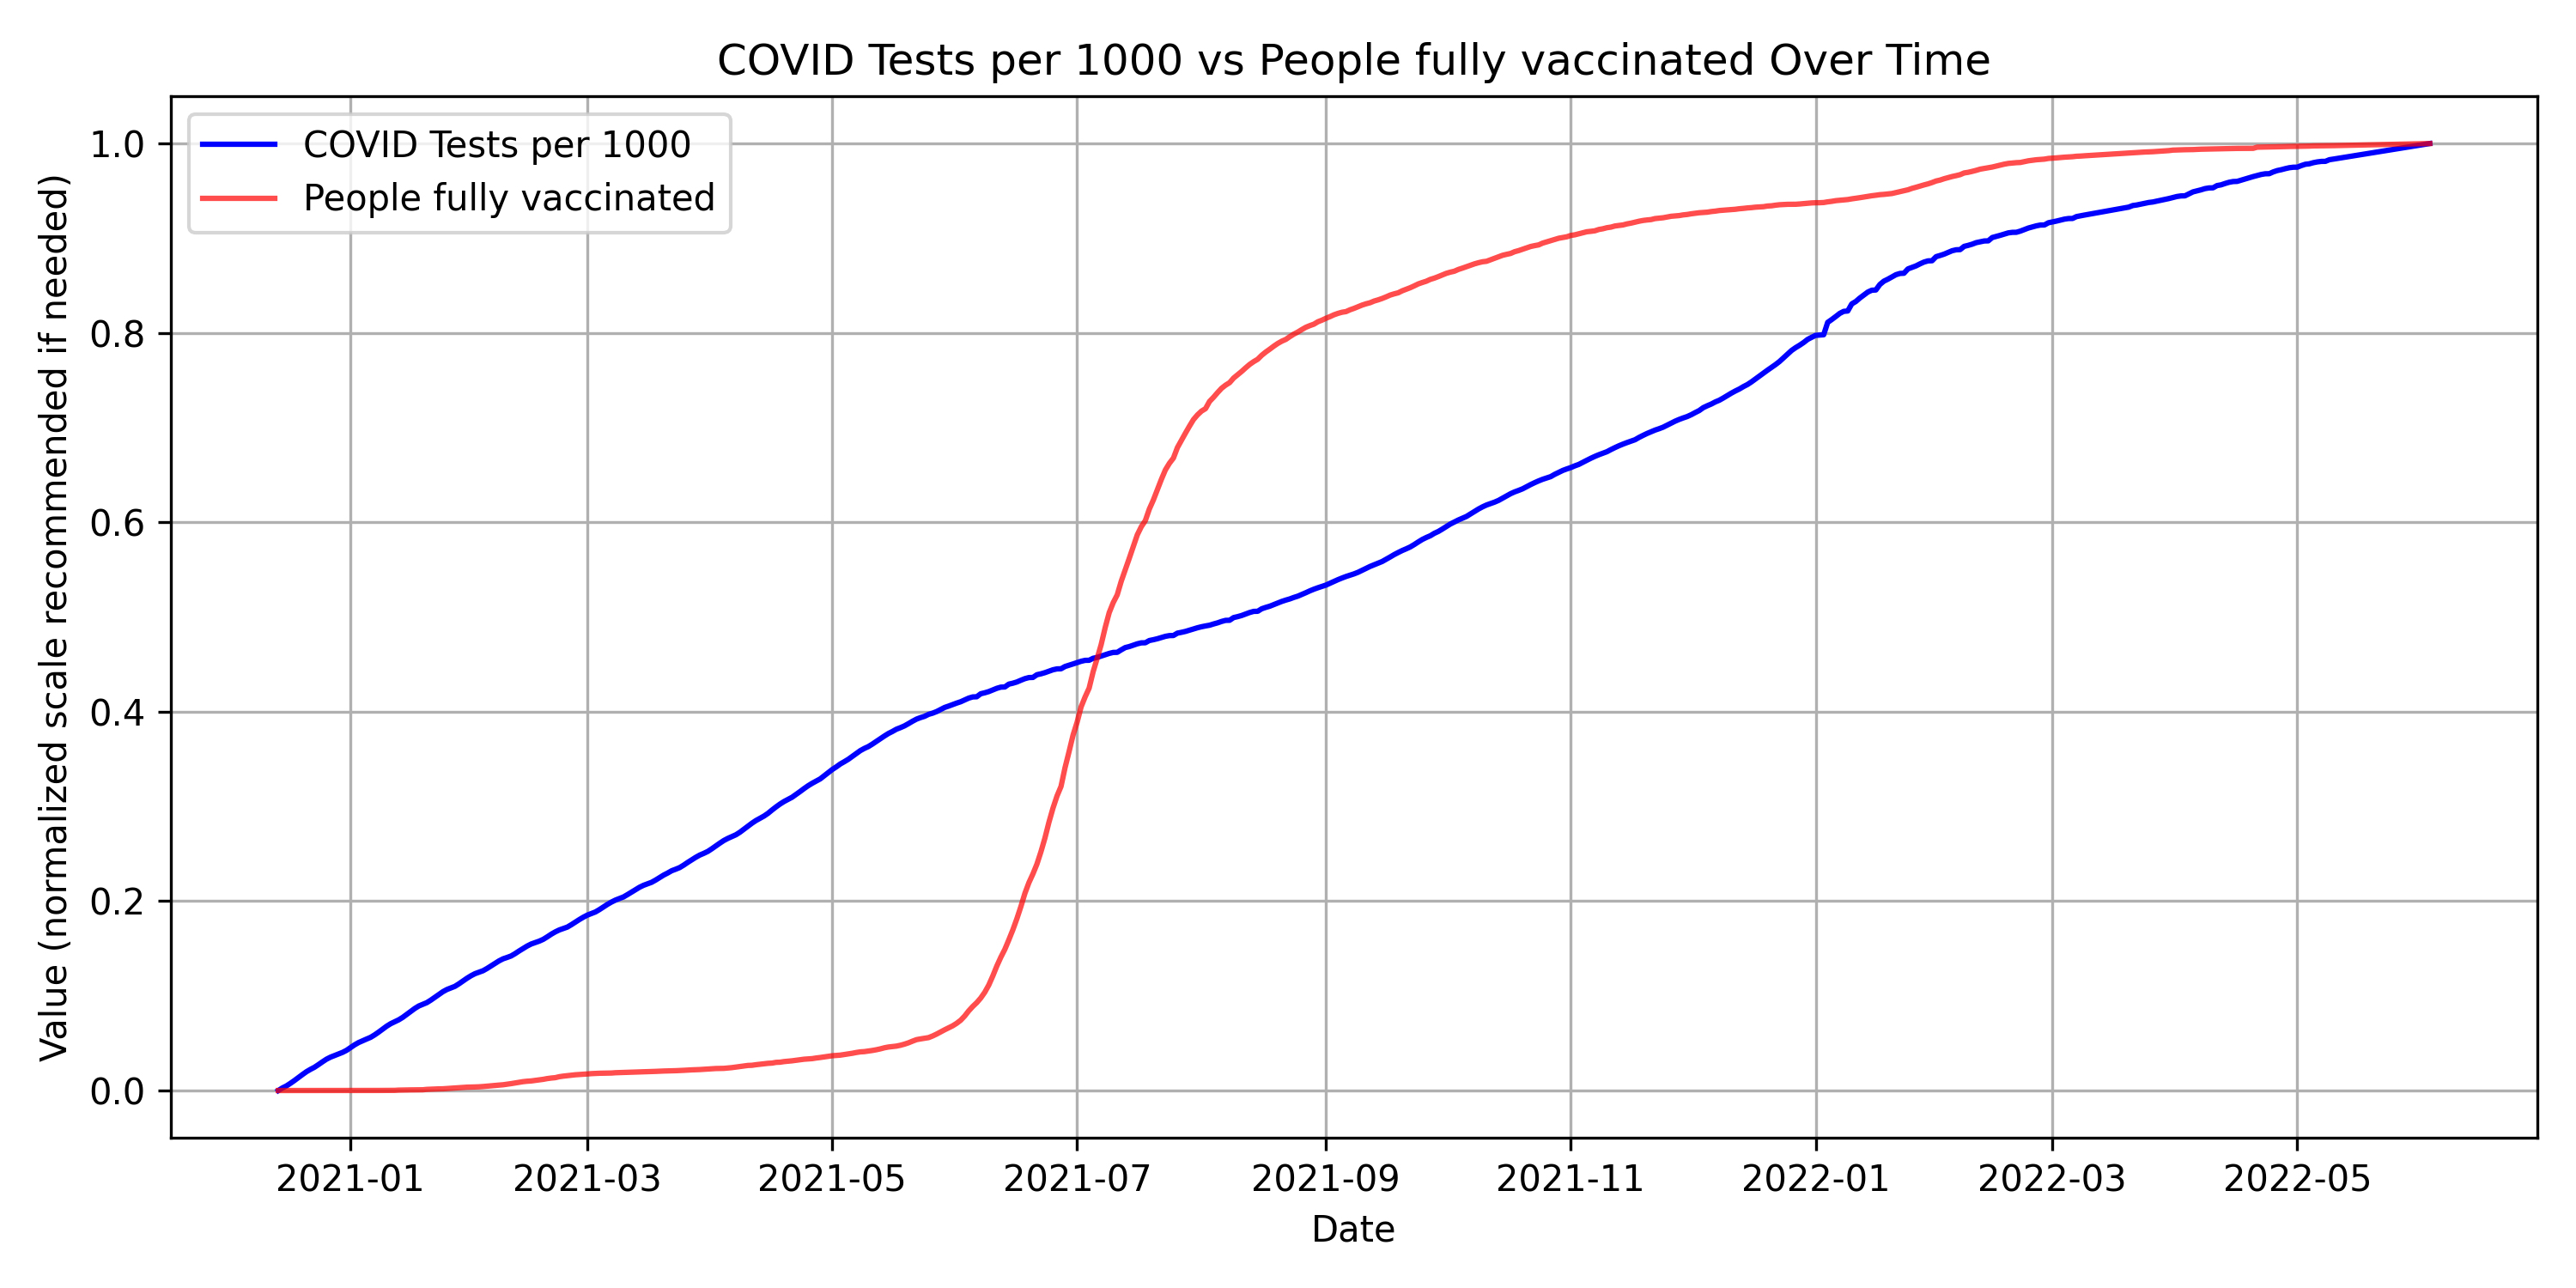 COVID Tests per 1000 vs People fully vaccinated Over Time
COVID Tests per 1000
People fully vaccinated
Value (normalized scale recommended if needed)
1.0
0.8
0.6
0.4
0.2
0.0
2021-01 2021-03 2021-05 2021-07 2021-09 2021-11 2022-01 2022-03 2022-05
Date